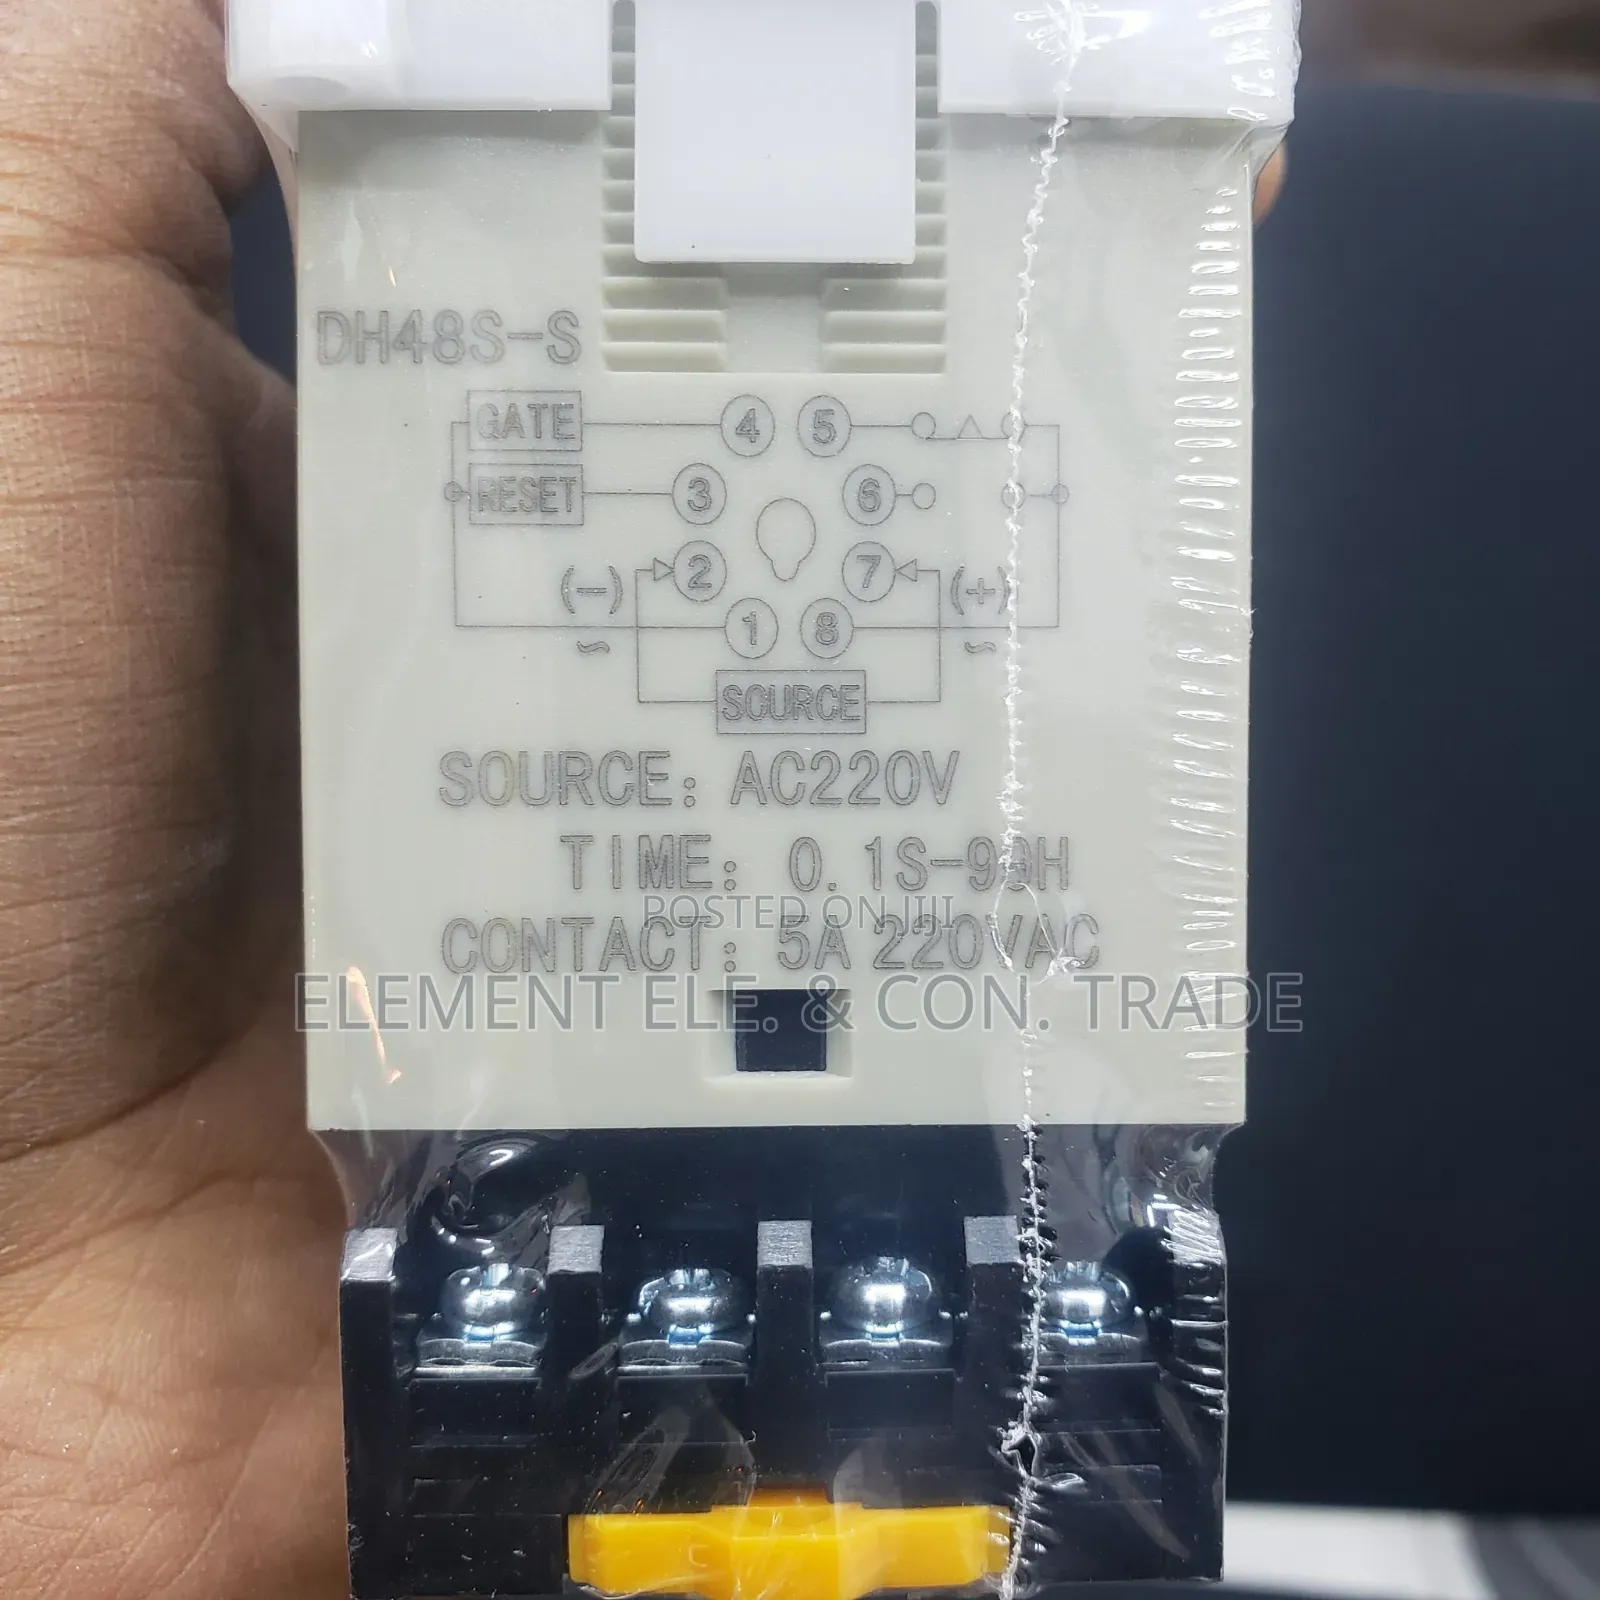 DH48S-S
GATE
4 5
RESET
3 6
(-) 2 7 (+)
~ 1 8 ~
SOURCE
SOURCE: AC220V
TIME: 0.1S-99H
POSTED ON JIJI
CONTACT: 5A 220VAC
ELEMENT ELE. & CON. TRADE